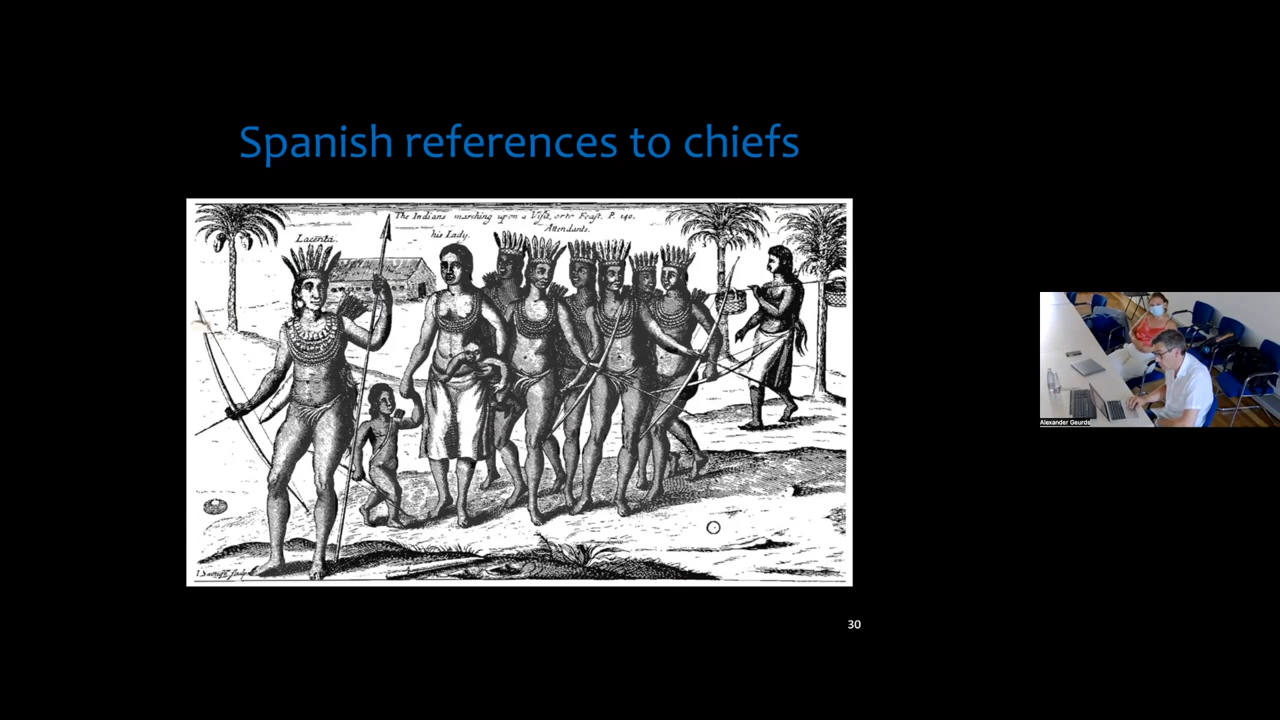 Spanish references to chiefs
The Indians marching upon a Visit, or to Feast. P. 140.
Lacenta.
his Lady.
Attendants.
30
Alexander Geurds